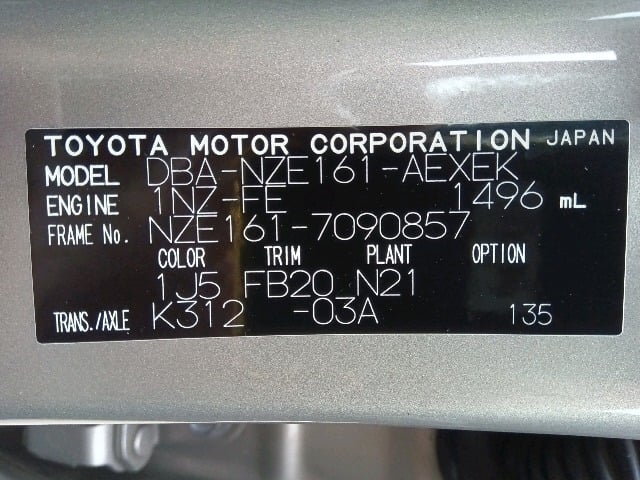 TOYOTA MOTOR CORPORATION JAPAN
MODEL DBA-NZE161-AEXEK
ENGINE 1NZ-FE 1496 mL
FRAME No. NZE161-7090857
COLOR TRIM PLANT OPTION
1J5 FB20 N21
TRANS./AXLE K312 -03A 135